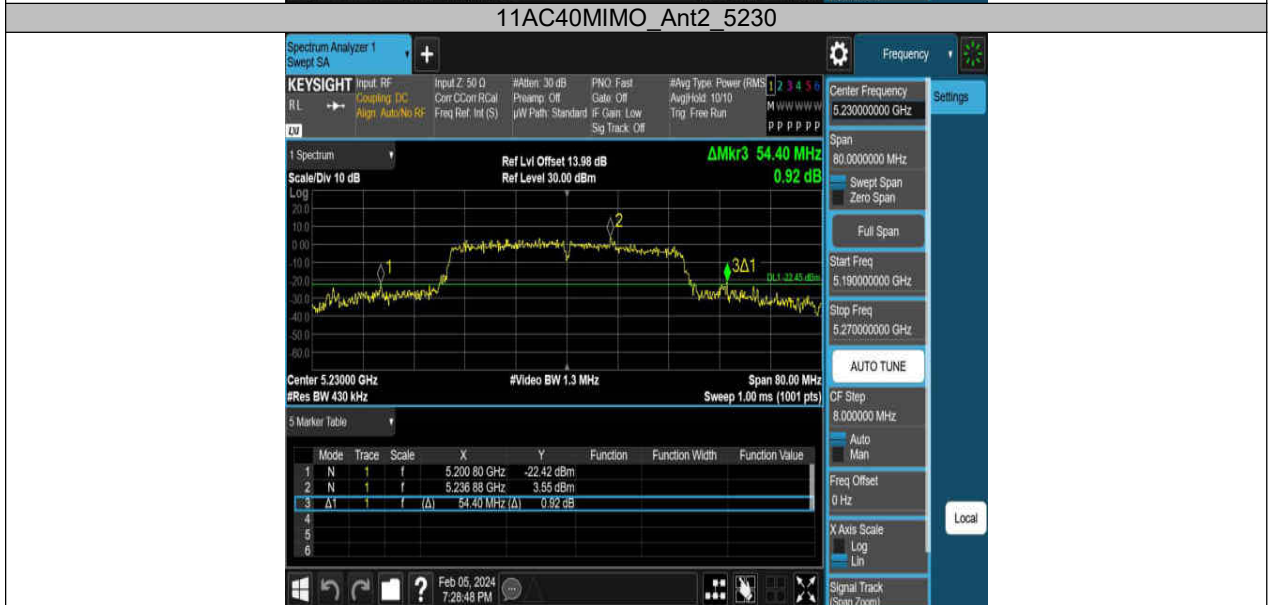 11AC40MIMO_Ant2_5230
Spectrum Analyzer 1
Swept SA
+
Frequency
KEYSIGHT
RL
LXI
Input: RF
Coupling: DC
Align: Auto/No RF
Input Z: 50 Ω
Corr CCorr RCal
Freq Ref: Int (S)
#Atten: 30 dB
Preamp: Off
µW Path: Standard
PNO: Fast
Gate: Off
IF Gain: Low
Sig Track: Off
#Avg Type: Power (RMS
Avg|Hold: 10/10
Trig: Free Run
1 2 3 4 5 6
M W W W W W
P P P P P P
1 Spectrum
Scale/Div 10 dB
Ref Lvl Offset 13.98 dB
Ref Level 30.00 dBm
ΔMkr3 54.40 MHz
0.92 dB
Log
20.0
10.0
0.00
-10.0
-20.0
-30.0
-40.0
-50.0
-60.0
1
2
3Δ1
DL1 -22.45 dBm
Center 5.23000 GHz
#Video BW 1.3 MHz
Span 80.00 MHz
#Res BW 430 kHz
Sweep 1.00 ms (1001 pts)
5 Marker Table
Mode Trace Scale X Y Function Function Width Function Value
1 N 1 f 5.200 80 GHz -22.42 dBm
2 N 1 f 5.236 88 GHz 3.55 dBm
3 Δ1 1 f (Δ) 54.40 MHz (Δ) 0.92 dB
4
5
6
?
Feb 05, 2024
7:28:48 PM
Center Frequency
5.230000000 GHz
Settings
Span
80.0000000 MHz
Swept Span
Zero Span
Full Span
Start Freq
5.190000000 GHz
Stop Freq
5.270000000 GHz
AUTO TUNE
CF Step
8.000000 MHz
Auto
Man
Freq Offset
0 Hz
X Axis Scale
Log
Lin
Local
Signal Track
(Span Zoom)